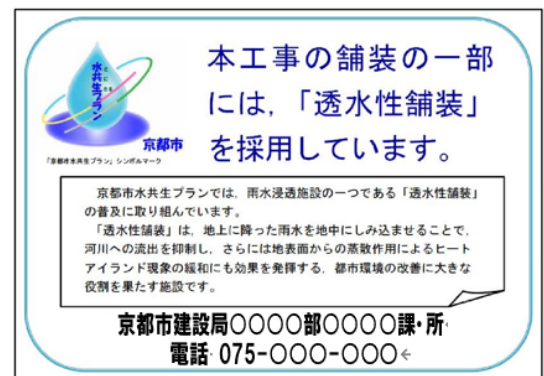 本工事の舗装の一部
には，「透水性舗装」
を採用しています。
水共生プラン
京都市
「京都市水共生プラン」シンボルマーク
京都市水共生プランでは，雨水浸透施設の一つである「透水性舗装」
の普及に取り組んでいます。
「透水性舗装」は，地上に降った雨水を地中にしみ込ませることで，
河川への流出を抑制し，さらには地表面からの蒸散作用によるヒート
アイランド現象の緩和にも効果を発揮する，都市環境の改善に大きな
役割を果たす施設です。
京都市建設局○○○○部○○○○課・所
電話 075-○○○-○○○